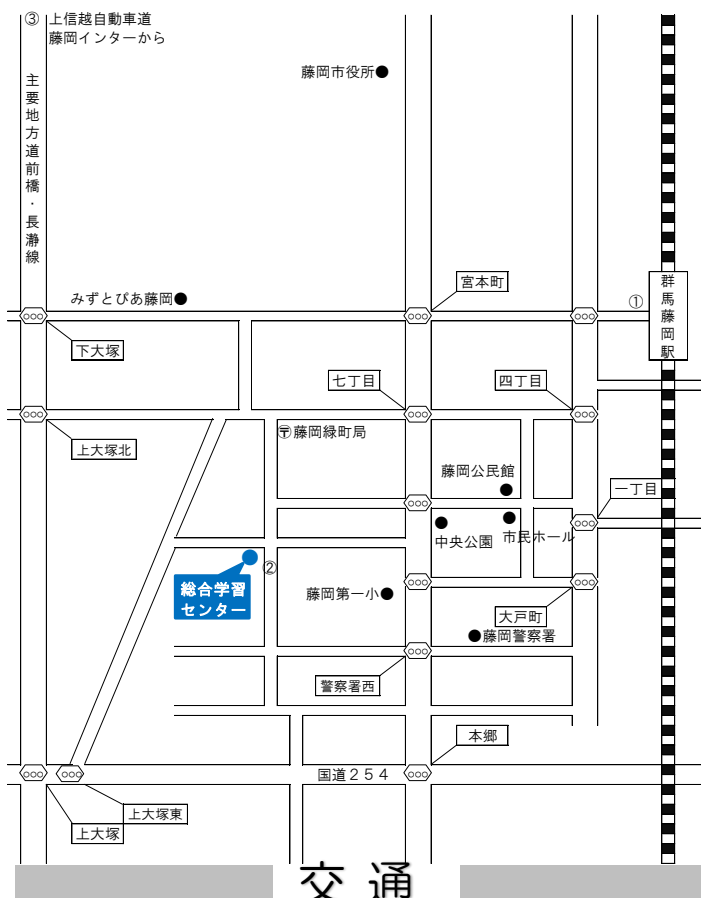 ③ 上信越自動車道
藤岡インターから
主要地方道前橋・長瀞線
藤岡市役所
みずとぴあ藤岡
宮本町
①
群馬藤岡駅
下大塚
七丁目
四丁目
上大塚北
〶藤岡緑町局
藤岡公民館
一丁目
中央公園
市民ホール
②
総合学習
センター
藤岡第一小
大戸町
藤岡警察署
警察署西
本郷
国道254
上大塚東
上大塚
交通